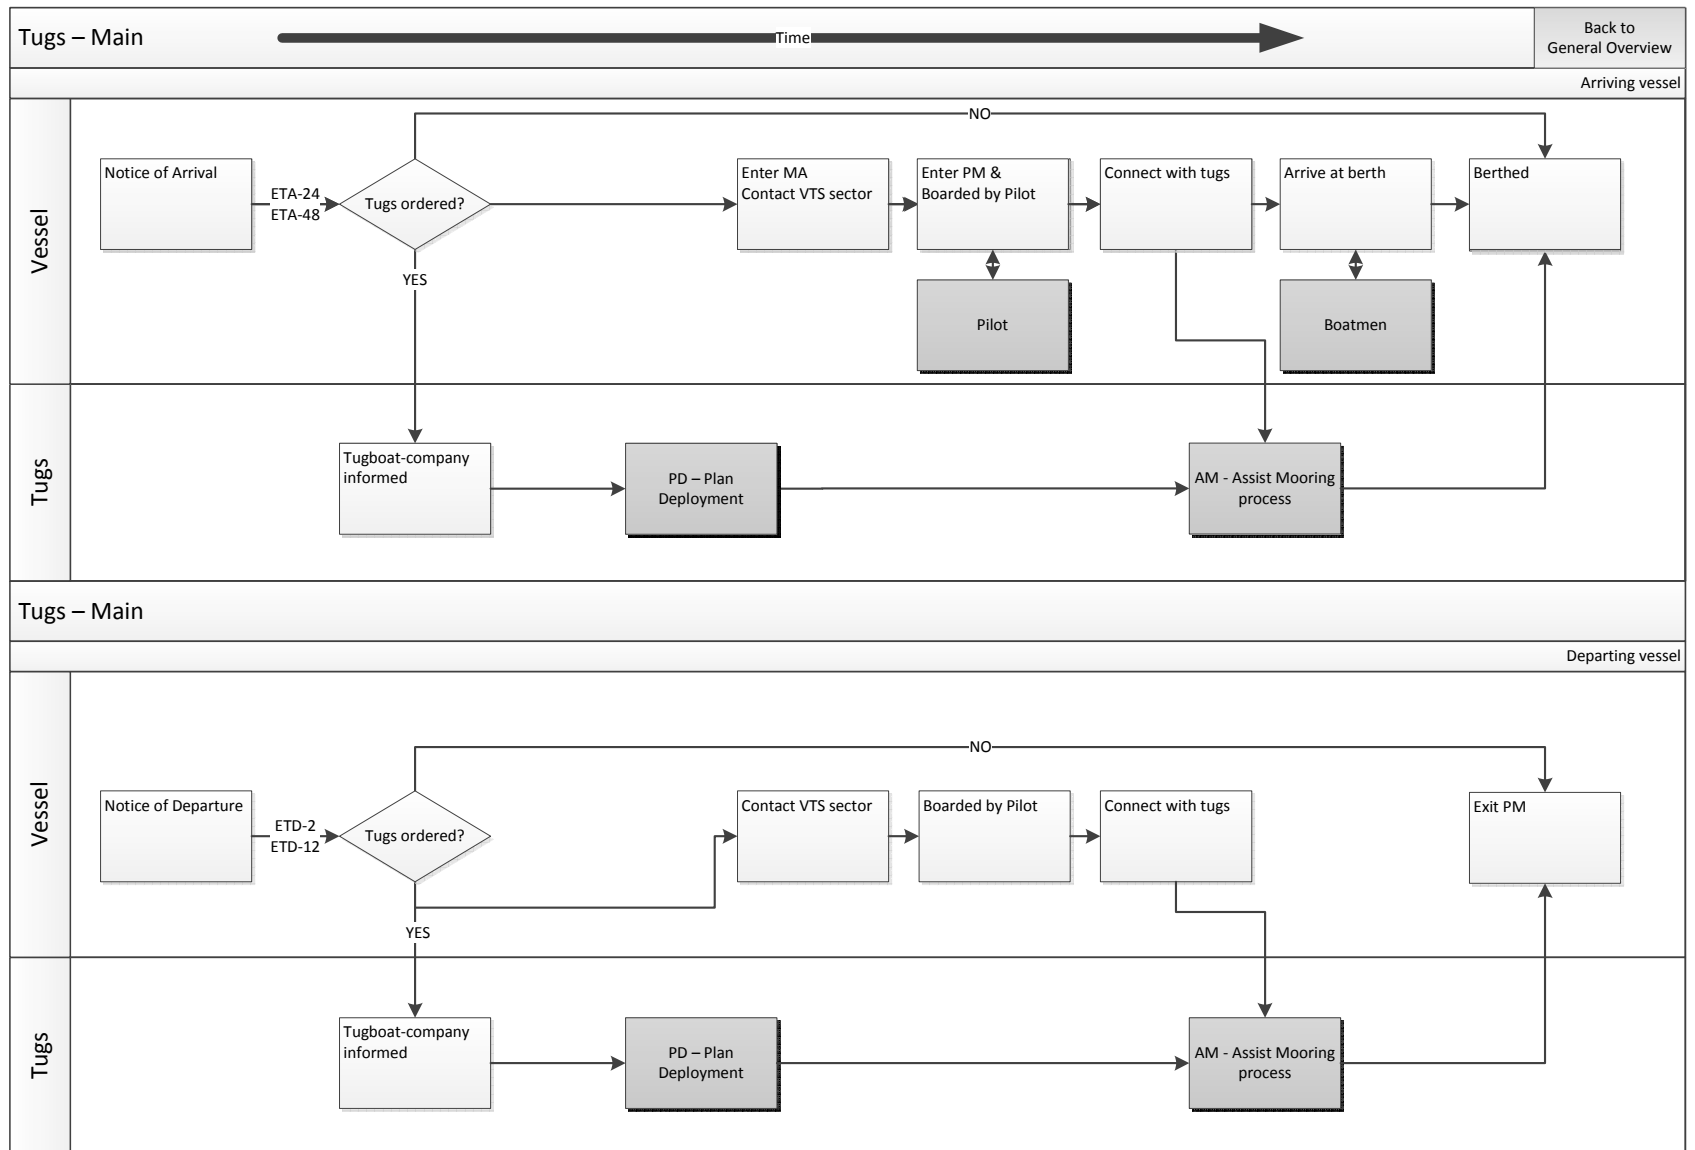 Tugs – Main
Time
Back to
General Overview
Arriving vessel
Vessel
NO
Notice of Arrival
ETA-24
ETA-48
Tugs ordered?
Enter MA
Contact VTS sector
Enter PM &
Boarded by Pilot
Connect with tugs
Arrive at berth
Berthed
YES
Pilot
Boatmen
Tugs
Tugboat-company
informed
PD – Plan
Deployment
AM - Assist Mooring
process
Tugs – Main
Departing vessel
Vessel
NO
Notice of Departure
ETD-2
ETD-12
Tugs ordered?
Contact VTS sector
Boarded by Pilot
Connect with tugs
Exit PM
YES
Tugs
Tugboat-company
informed
PD – Plan
Deployment
AM - Assist Mooring
process